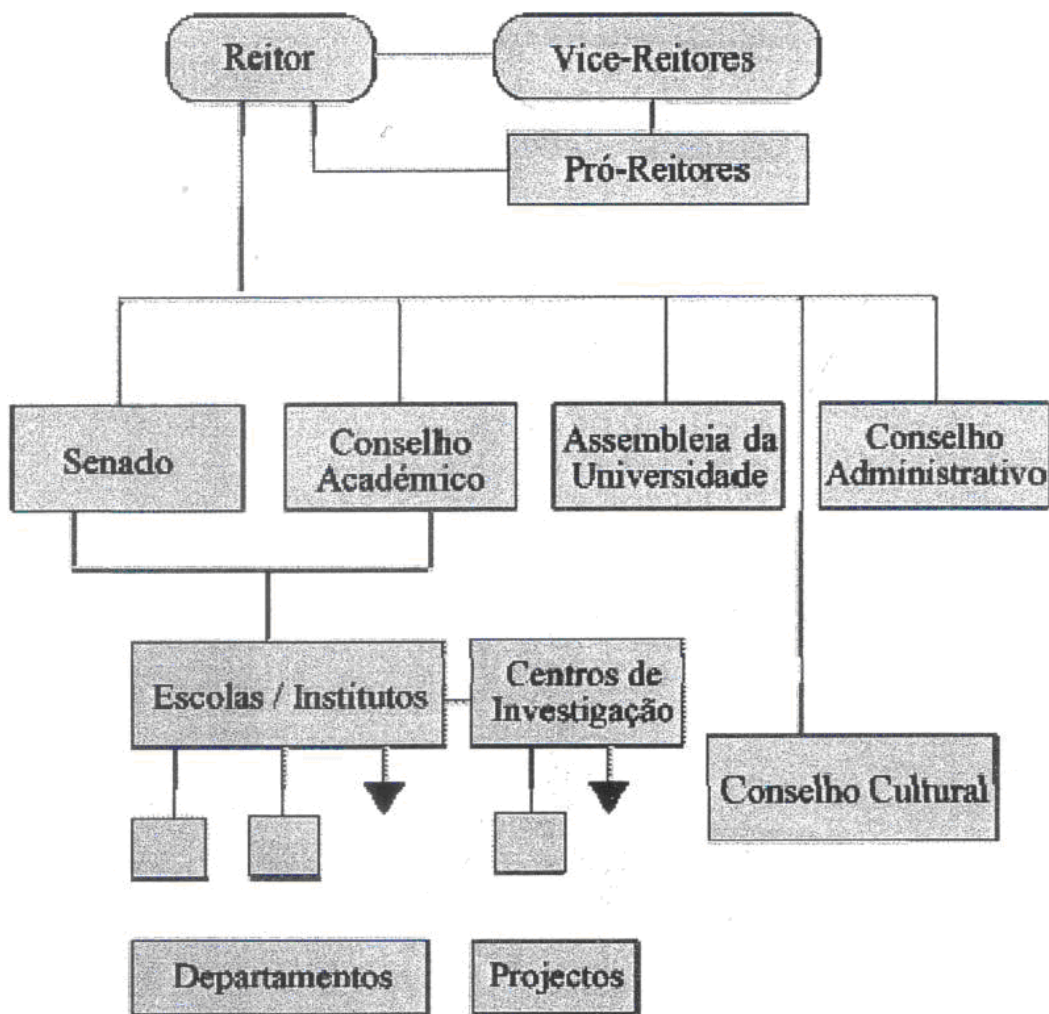 Reitor
Vice-Reitores
Pró-Reitores
Senado
Conselho
Académico
Assembleia da
Universidade
Conselho
Administrativo
Escolas / Institutos
Centros de
Investigação
Conselho Cultural
Departamentos
Projectos